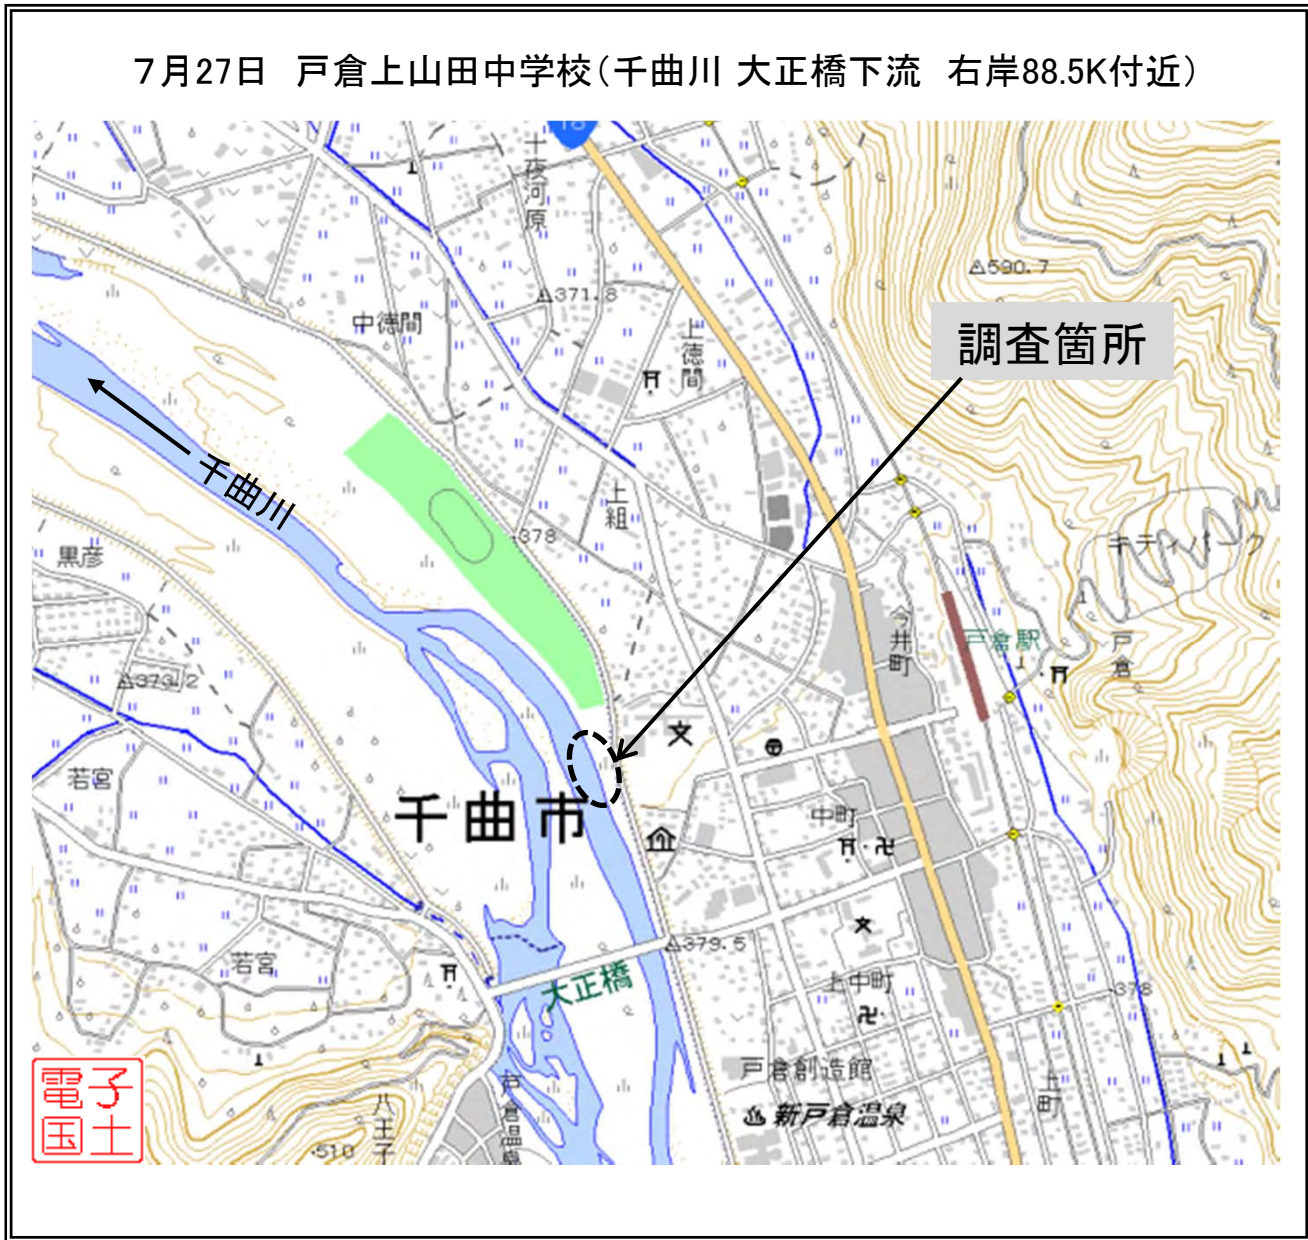 7月27日 戸倉上山田中学校(千曲川 大正橋下流 右岸88.5K付近)
18
十夜河原
590.7
371.8
中徳間
上徳間
調査箇所
千曲川
上組
378
キティパーク
黒彦
今井町
戸倉駅
戸倉
373.2
文
若宮
千曲市
中町
文
379.5
若宮
大正橋
上中町
378
戸倉創造館
上町
新戸倉温泉
電子国土
八王子
戸倉温泉
510